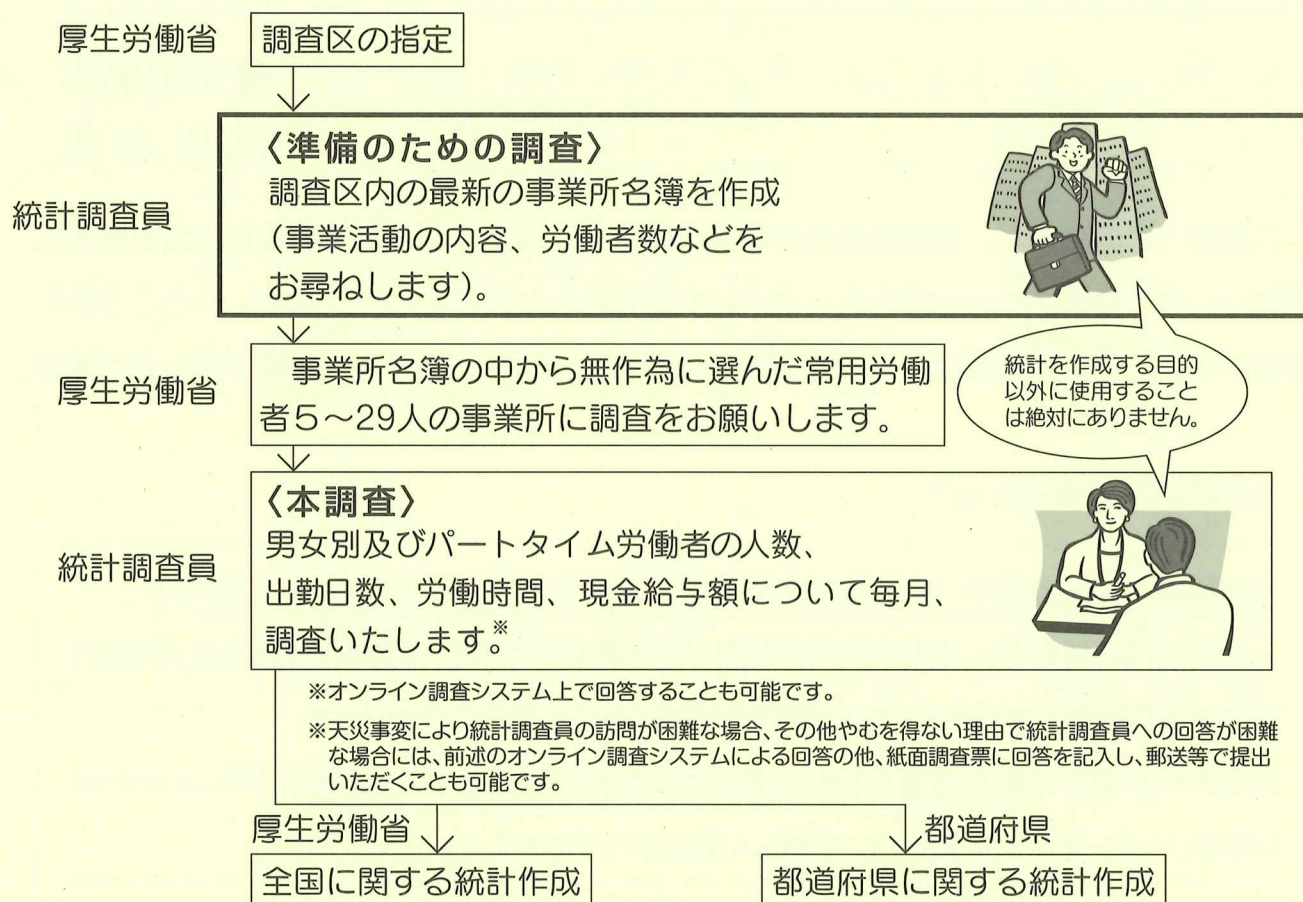 厚生労働省
調査区の指定
〈準備のための調査〉
調査区内の最新の事業所名簿を作成
(事業活動の内容、労働者数などを
お尋ねします)。
統計調査員
厚生労働省
事業所名簿の中から無作為に選んだ常用労働
者5~29人の事業所に調査をお願いします。
統計を作成する目的
以外に使用すること
は絶対にありません。
統計調査員
〈本調査〉
男女別及びパートタイム労働者の人数、
出勤日数、労働時間、現金給与額について毎月、
調査いたします。※
※オンライン調査システム上で回答することも可能です。
※天災事変により統計調査員の訪問が困難な場合、その他やむを得ない理由で統計調査員への回答が困難
な場合には、前述のオンライン調査システムによる回答の他、紙面調査票に回答を記入し、郵送等で提出
いただくことも可能です。
厚生労働省
全国に関する統計作成
都道府県
都道府県に関する統計作成